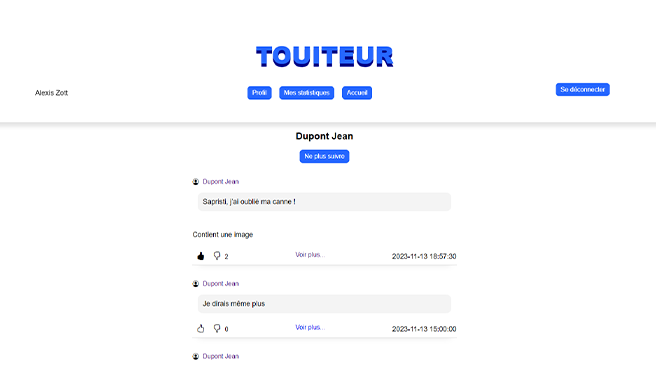 TOUITEUR
Alexis Zott
Profil Mes statistiques Accueil
Se déconnecter
Dupont Jean
Ne plus suivre
Dupont Jean
Sapristi, j'ai oublié ma canne !
Contient une image
2 Voir plus... 2023-11-13 18:57:30
Dupont Jean
Je dirais même plus
0 Voir plus... 2023-11-13 15:00:00
Dupont Jean